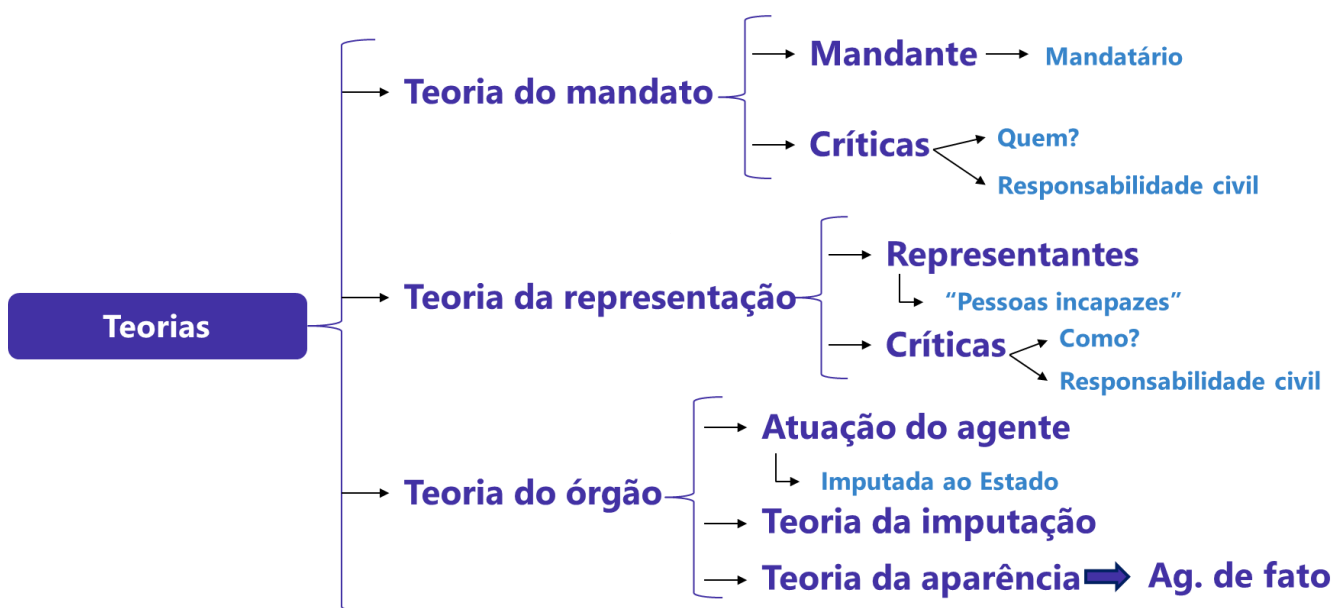 Teorias
Teoria do mandato
Mandante
Mandatário
Críticas
Quem?
Responsabilidade civil
Teoria da representação
Representantes
“Pessoas incapazes”
Críticas
Como?
Responsabilidade civil
Teoria do órgão
Atuação do agente
Imputada ao Estado
Teoria da imputação
Teoria da aparência
Ag. de fato